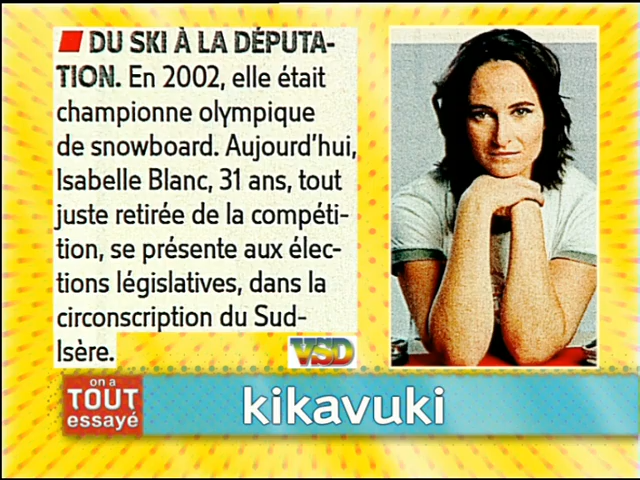 DU SKI À LA DÉPUTA-
TION. En 2002, elle était
championne olympique
de snowboard. Aujourd'hui,
Isabelle Blanc, 31 ans, tout
juste retirée de la compéti-
tion, se présente aux élec-
tions législatives, dans la
circonscription du Sud-
Isère.
VSD
on a
TOUT
essayé
kikavuki